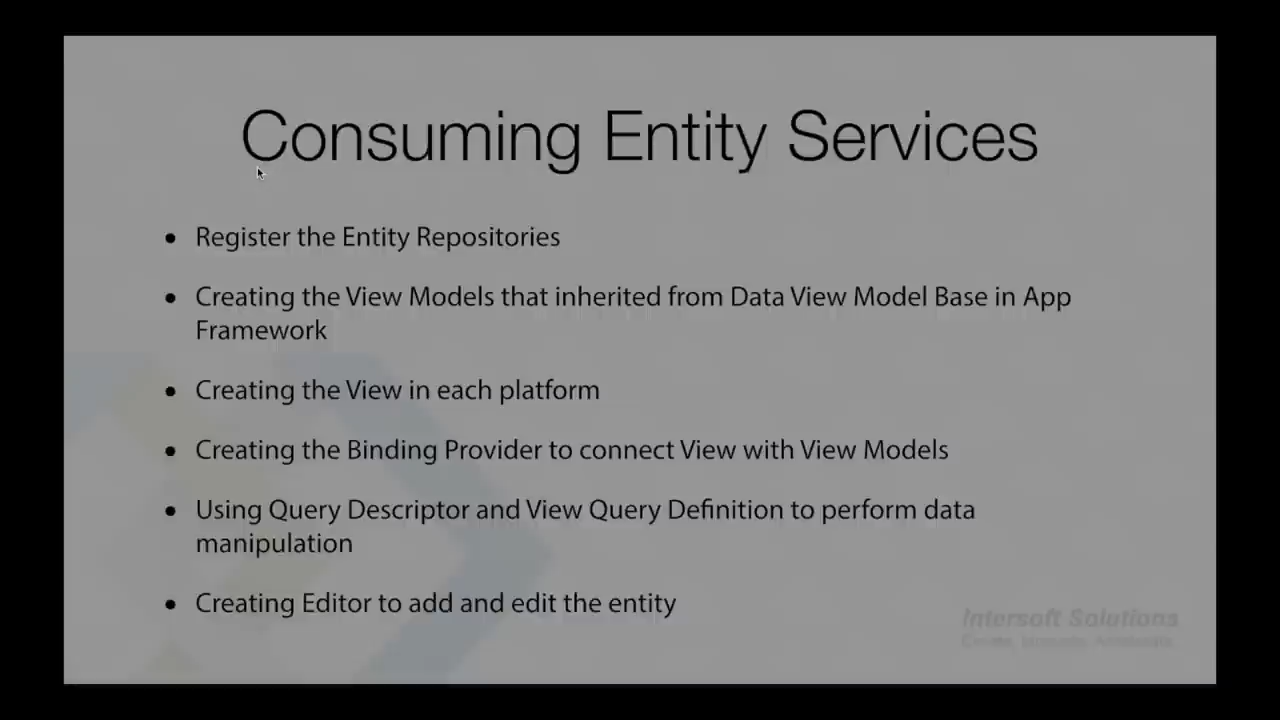 Consuming Entity Services
• Register the Entity Repositories
• Creating the View Models that inherited from Data View Model Base in App
Framework
• Creating the View in each platform
• Creating the Binding Provider to connect View with View Models
• Using Query Descriptor and View Query Definition to perform data
manipulation
• Creating Editor to add and edit the entity
Intersoft Solutions